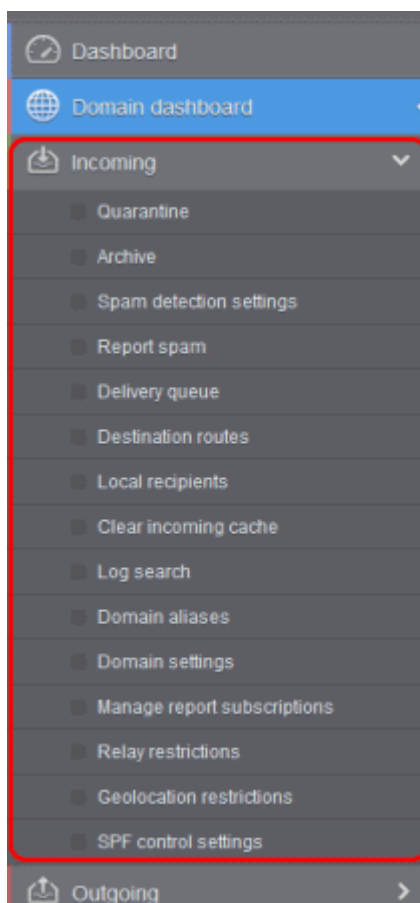 Dashboard
Domain dashboard
Incoming
Quarantine
Archive
Spam detection settings
Report spam
Delivery queue
Destination routes
Local recipients
Clear incoming cache
Log search
Domain aliases
Domain settings
Manage report subscriptions
Relay restrictions
Geolocation restrictions
SPF control settings
Outgoing